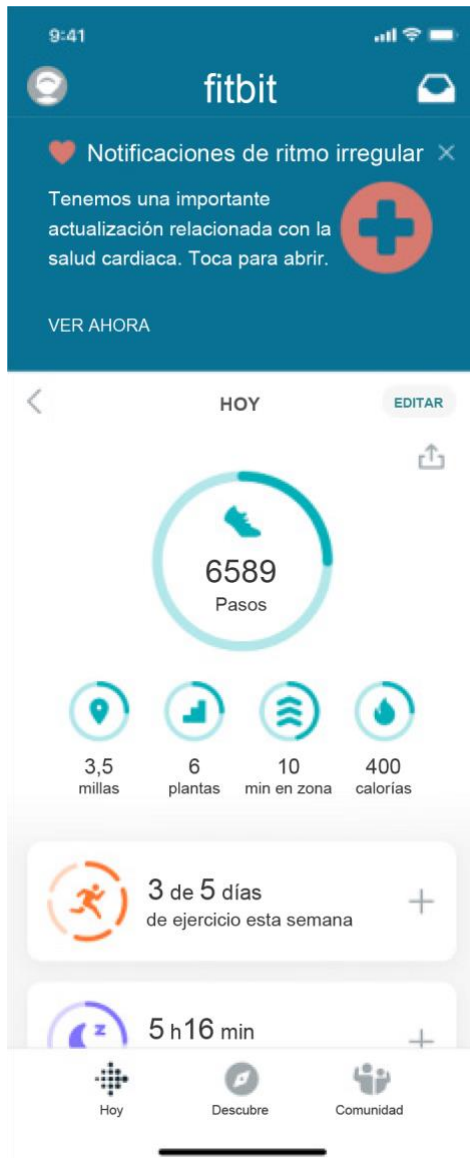 9:41
fitbit
Notificaciones de ritmo irregular
Tenemos una importante
actualización relacionada con la
salud cardiaca. Toca para abrir.
VER AHORA
HOY
EDITAR
6589
Pasos
3,5
millas
6
plantas
10
min en zona
400
calorías
3 de 5 días
de ejercicio esta semana
z
5 h16 min
Hoy
Descubre
Comunidad